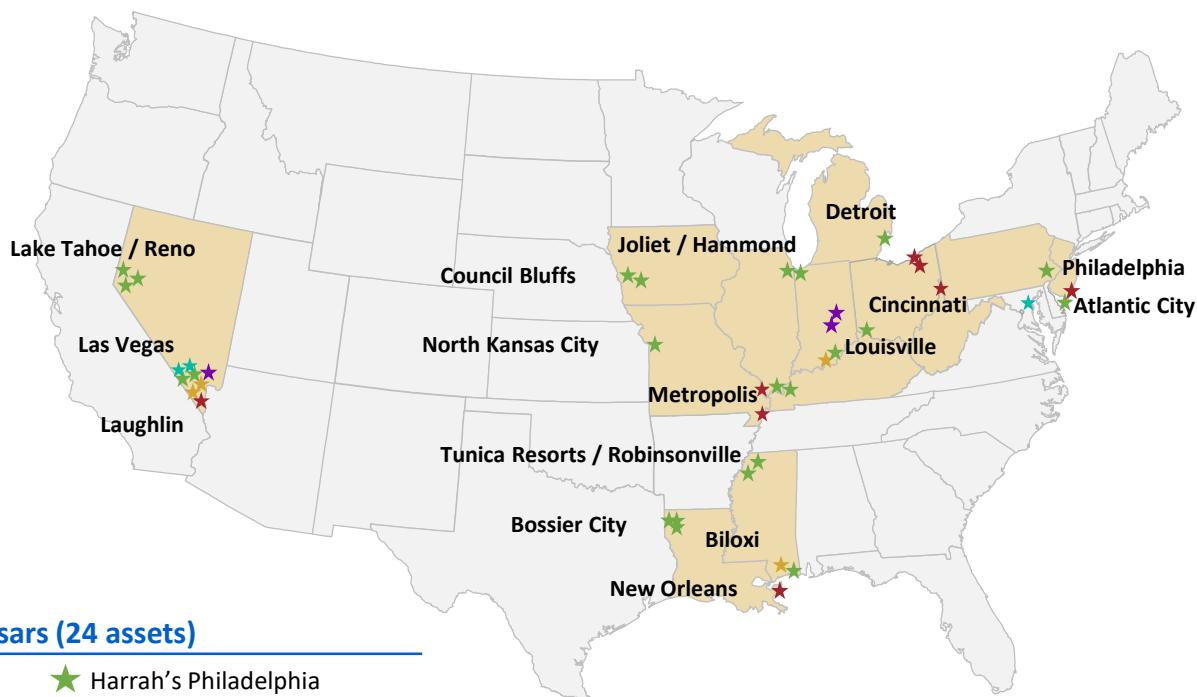 Detroit
Lake Tahoe / Reno
Joliet / Hammond
Council Bluffs
Philadelphia
Cincinnati
Atlantic City
Las Vegas
North Kansas City
Louisville
Metropolis
Laughlin
Tunica Resorts / Robinsonville
Bossier City
Biloxi
New Orleans
sars (24 assets)
Harrah's Philadelphia